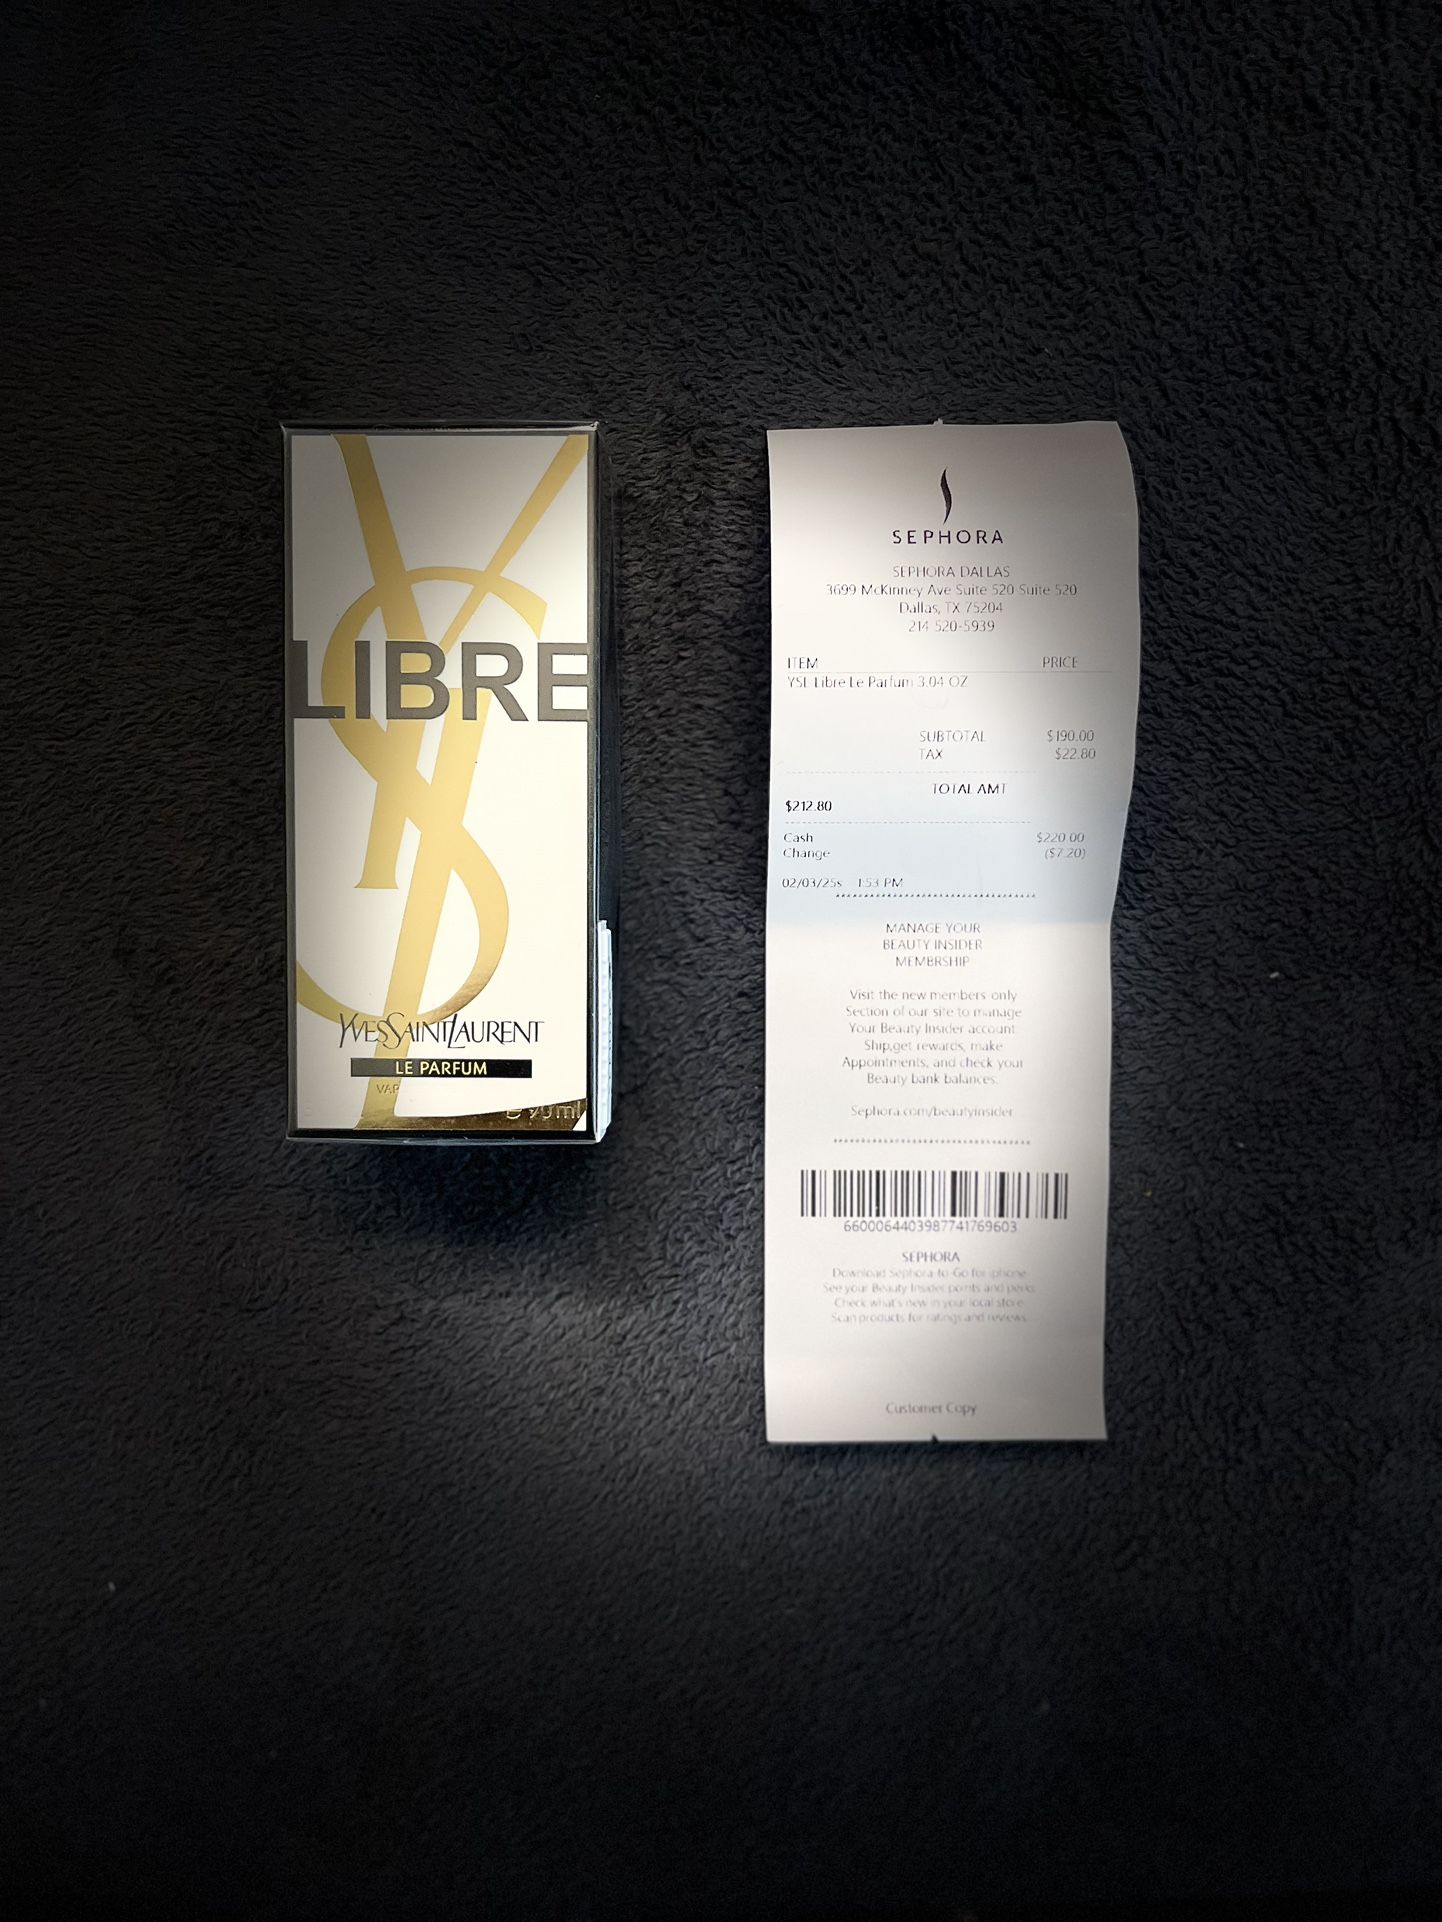 LIBRE
YVESSAINTLAURENT
LE PARFUM
VAP
90ml
SEPHORA
SEPHORA DALLAS
3699 McKinney Ave Suite 520 Suite 520
Dallas, TX 75204
214 520-5939
ITEM PRICE
YSL Libre Le Parfum 3.04 OZ
SUBTOTAL $190.00
TAX $22.80
TOTAL AMT
$212.80
Cash $220.00
Change ($7.20)
02/03/25s 1:53 PM
MANAGE YOUR
BEAUTY INSIDER
MEMBRSHIP
Visit the new members only
Section of our site to manage
Your Beauty Insider account.
Ship,get rewards, make
Appointments, and check your
Beauty bank balances.
Sephora.com/beautyinsider
6600064403987741769603
SEPHORA
Download Sephora-to-Go for iphone
See your Beauty Insider points and perks
Check what's new in your local store
Scan products for ratings and reviews
Customer Copy